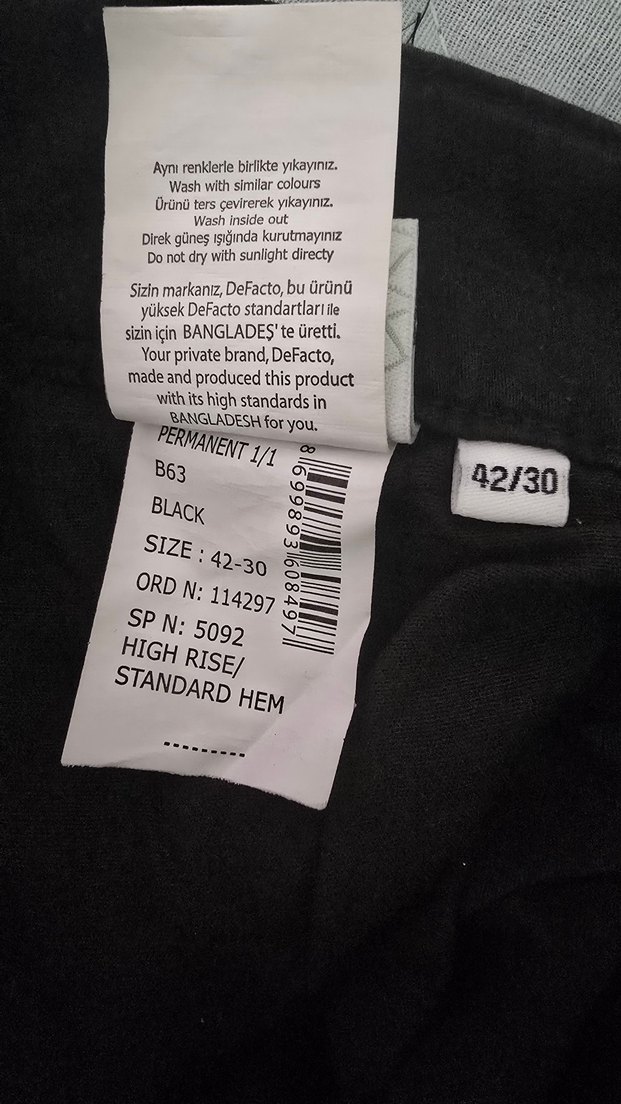 Aynı renklerle birlikte yıkayınız.
Wash with similar colours
Ürünü ters çevirerek yıkayınız.
Wash inside out
Direk güneş ışığında kurutmayınız
Do not dry with sunlight directy
Sizin markanız, DeFacto, bu ürünü
yüksek DeFacto standartları ile
sizin için BANGLADEŞ' te üretti.
Your private brand, DeFacto,
made and produced this product
with its high standards in
BANGLADESH for you.
PERMANENT 1/1
B63
BLACK
SIZE : 42-30
ORD N: 114297
SP N: 5092
HIGH RISE/
STANDARD HEM
8 699893 608497
42/30